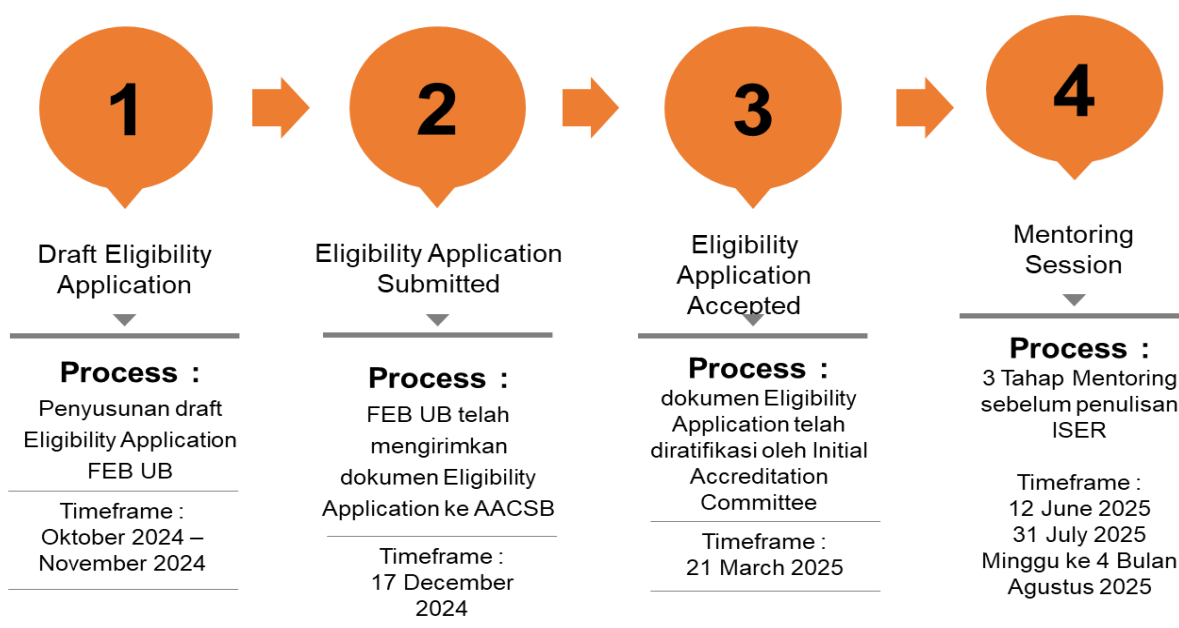 1
Draft Eligibility
Application
Process :
Penyusunan draft
Eligibility Application
FEB UB
Timeframe :
Oktober 2024 –
November 2024
2
Eligibility Application
Submitted
Process :
FEB UB telah
mengirimkan
dokumen Eligibility
Application ke AACSB
Timeframe :
17 December
2024
3
Eligibility
Application
Accepted
Process :
dokumen Eligibility
Application telah
diratifikasi oleh Initial
Accreditation
Committee
Timeframe :
21 March 2025
4
Mentoring
Session
Process :
3 Tahap Mentoring
sebelum penulisan
ISER
Timeframe :
12 June 2025
31 July 2025
Minggu ke 4 Bulan
Agustus 2025